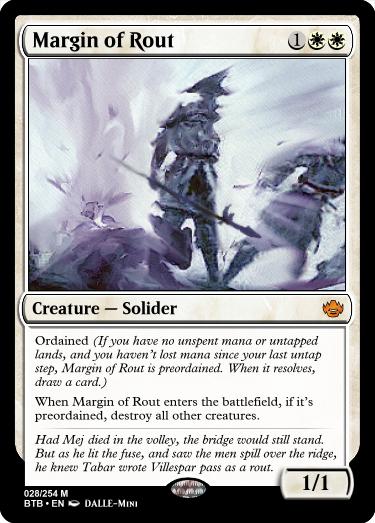 Margin of Rout 1
Creature — Solider
Ordained (If you have no unspent mana or untapped
lands, and you haven't lost mana since your last untap
step, Margin of Rout is preordained. When it resolves,
draw a card.)
When Margin of Rout enters the battlefield, if it's
preordained, destroy all other creatures.
Had Mej died in the volley, the bridge would still stand.
But as he lit the fuse, and saw the men spill over the ridge,
he knew Tabar wrote Villespar pass as a rout.
1/1
028/254 M
BTB • EN DALLE-Mini